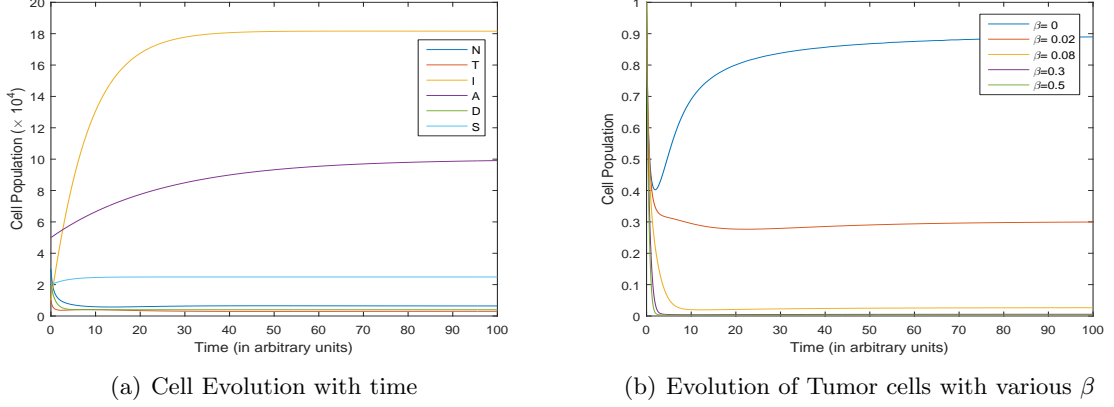 20
18
16
14
12
10
8
6
4
2
0
Cell Population (× 10⁴)
0 10 20 30 40 50 60 70 80 90 100
Time (in arbitrary units)
N
T
I
A
D
S
(a) Cell Evolution with time
1
0.9
0.8
0.7
0.6
0.5
0.4
0.3
0.2
0.1
0
Cell Population
0 10 20 30 40 50 60 70 80 90 100
Time (in arbitrary units)
β= 0
β= 0.02
β= 0.08
β=0.3
β=0.5
(b) Evolution of Tumor cells with various β